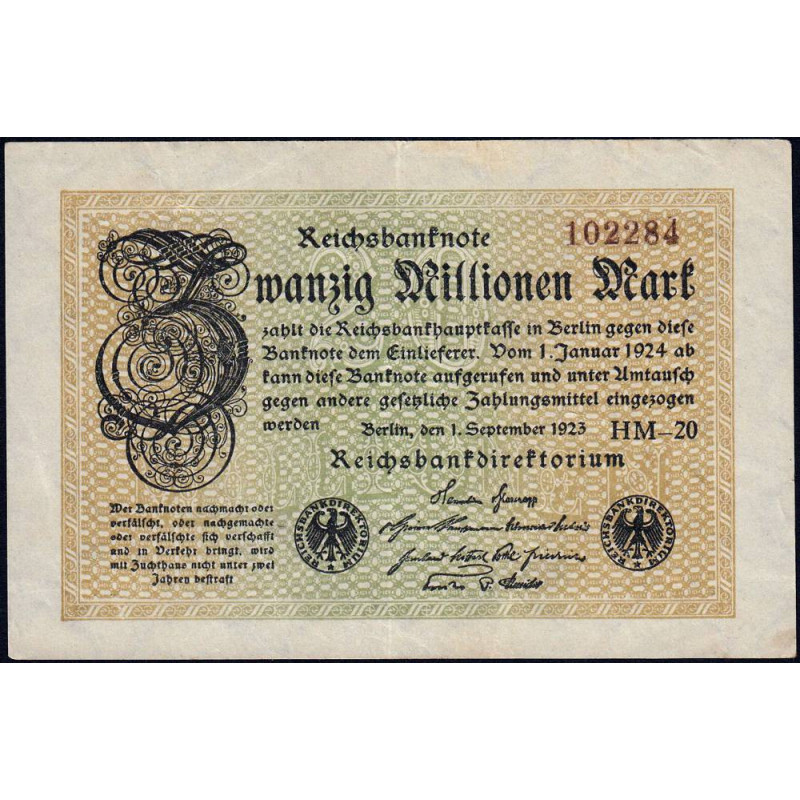 Reichsbanknote 102284
Zwanzig Millionen Mark
zahlt die Reichsbankhauptkasse in Berlin gegen diese
Banknote dem Einlieferer. Vom 1. Januar 1924 ab
kann diese Banknote aufgerufen und unter Umtausch
gegen andere gesetzliche Zahlungsmittel eingezogen
werden Berlin, den 1. September 1923 HM-20
Reichsbankdirektorium
Wer Banknoten nachmacht oder
verfälscht, oder nachgemachte
oder verfälschte sich verschafft
und in Verkehr bringt, wird
mit Zuchthaus nicht unter zwei
Jahren bestraft
REICHSBANKDIREKTORIUM
REICHSBANKDIREKTORIUM